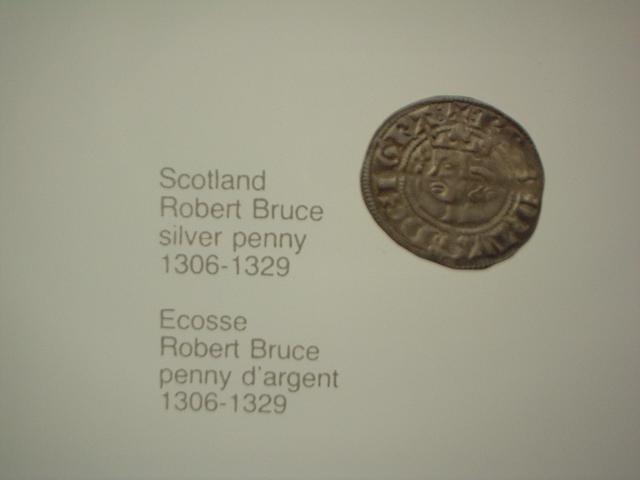 Scotland
Robert Bruce
silver penny
1306-1329
Ecosse
Robert Bruce
penny d'argent
1306-1329